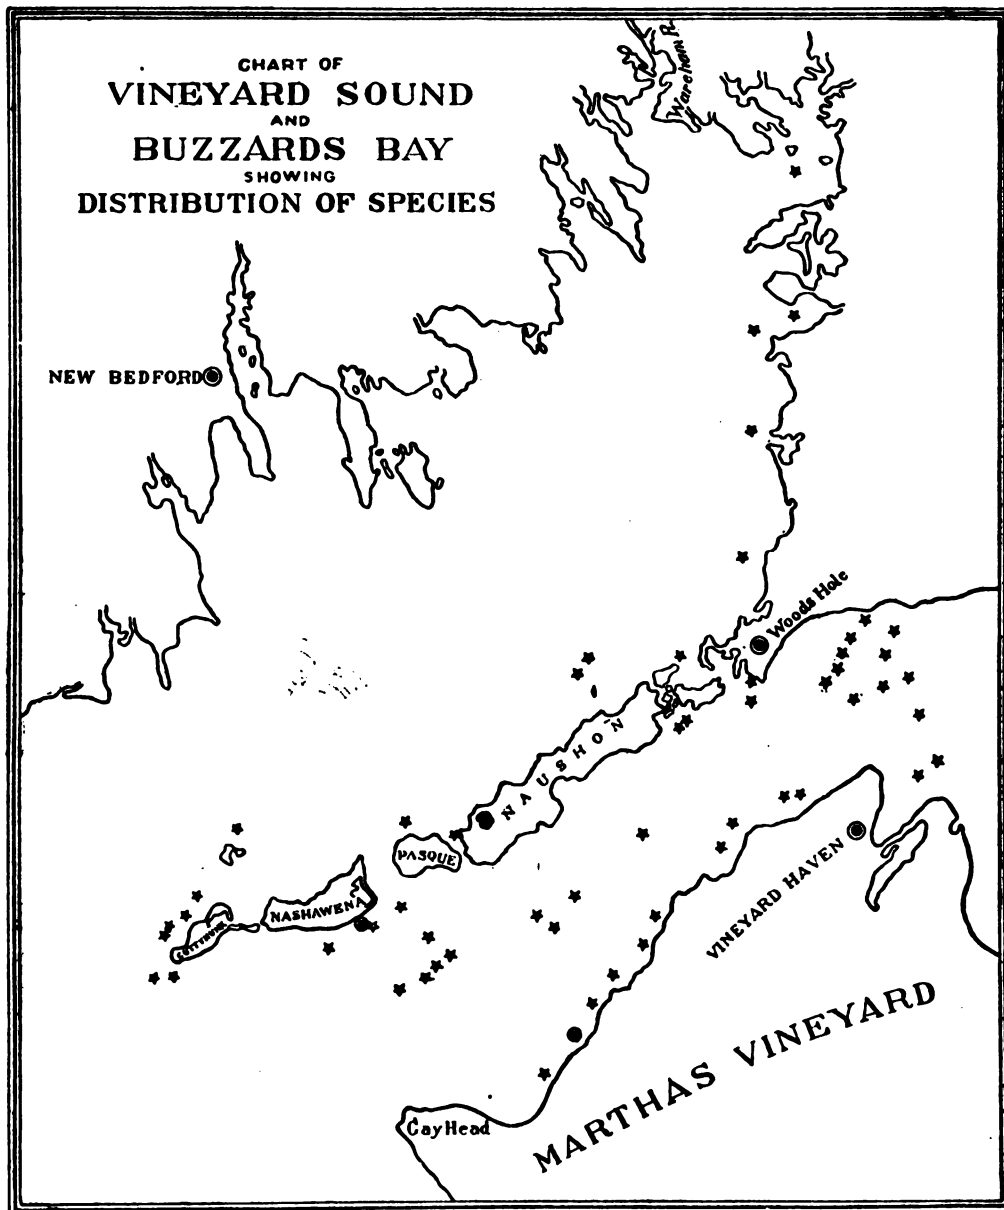 CHART OF
VINEYARD SOUND
AND
BUZZARDS BAY
SHOWING
DISTRIBUTION OF SPECIES
Wareham R.
NEW BEDFORD
Woods Hole
NAUSHON
PASQUE
NASHAWENA
VINEYARD HAVEN
MARTHAS VINEYARD
Gay Head